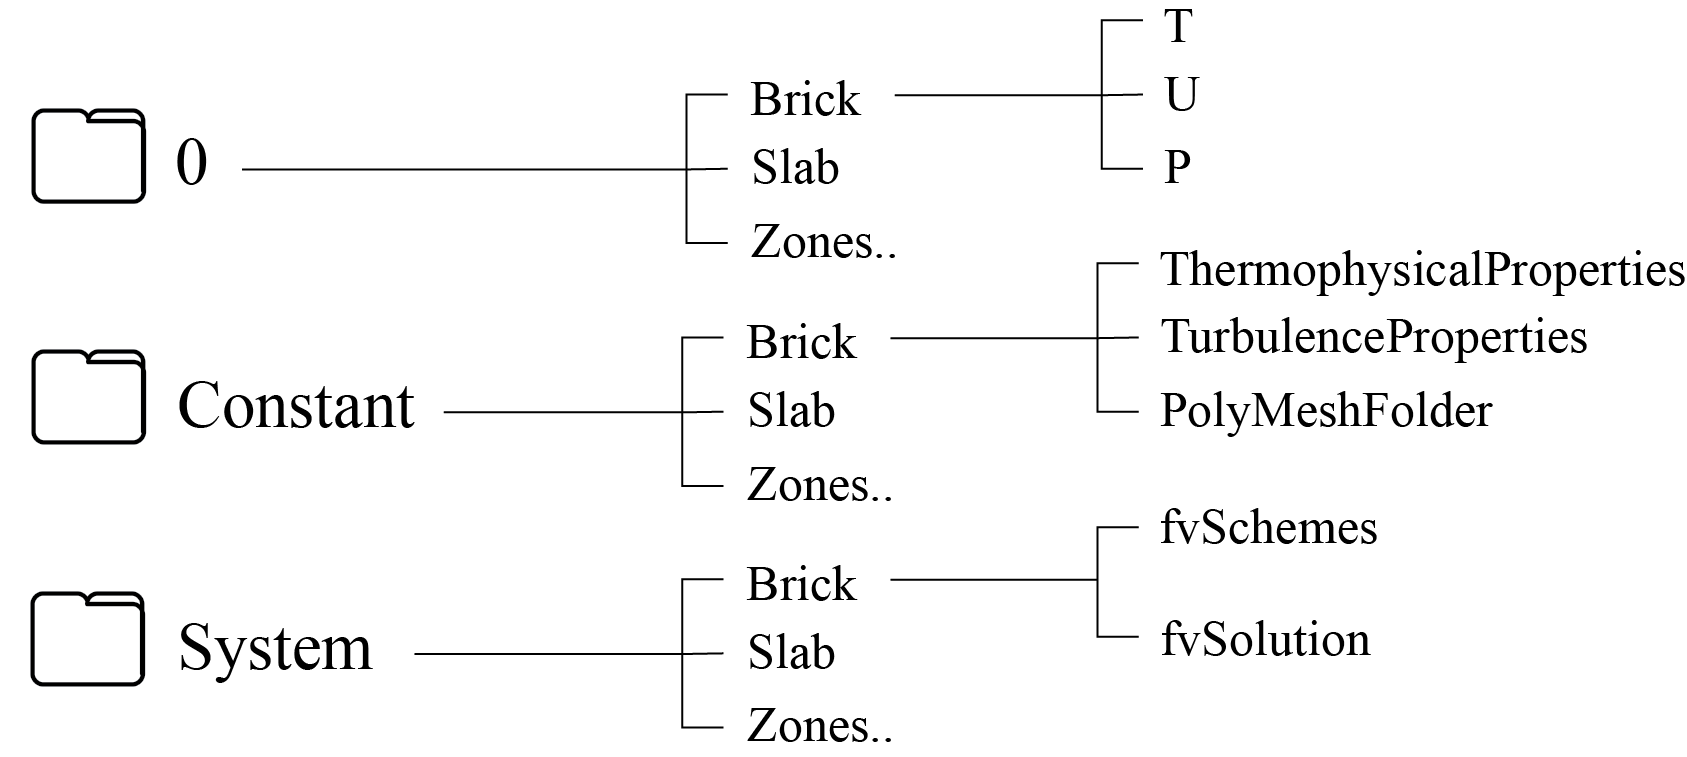 0
Brick
Slab
Zones..
T
U
P
Constant
Brick
Slab
Zones..
ThermophysicalProperties
TurbulenceProperties
PolyMeshFolder
System
Brick
Slab
Zones..
fvSchemes
fvSolution